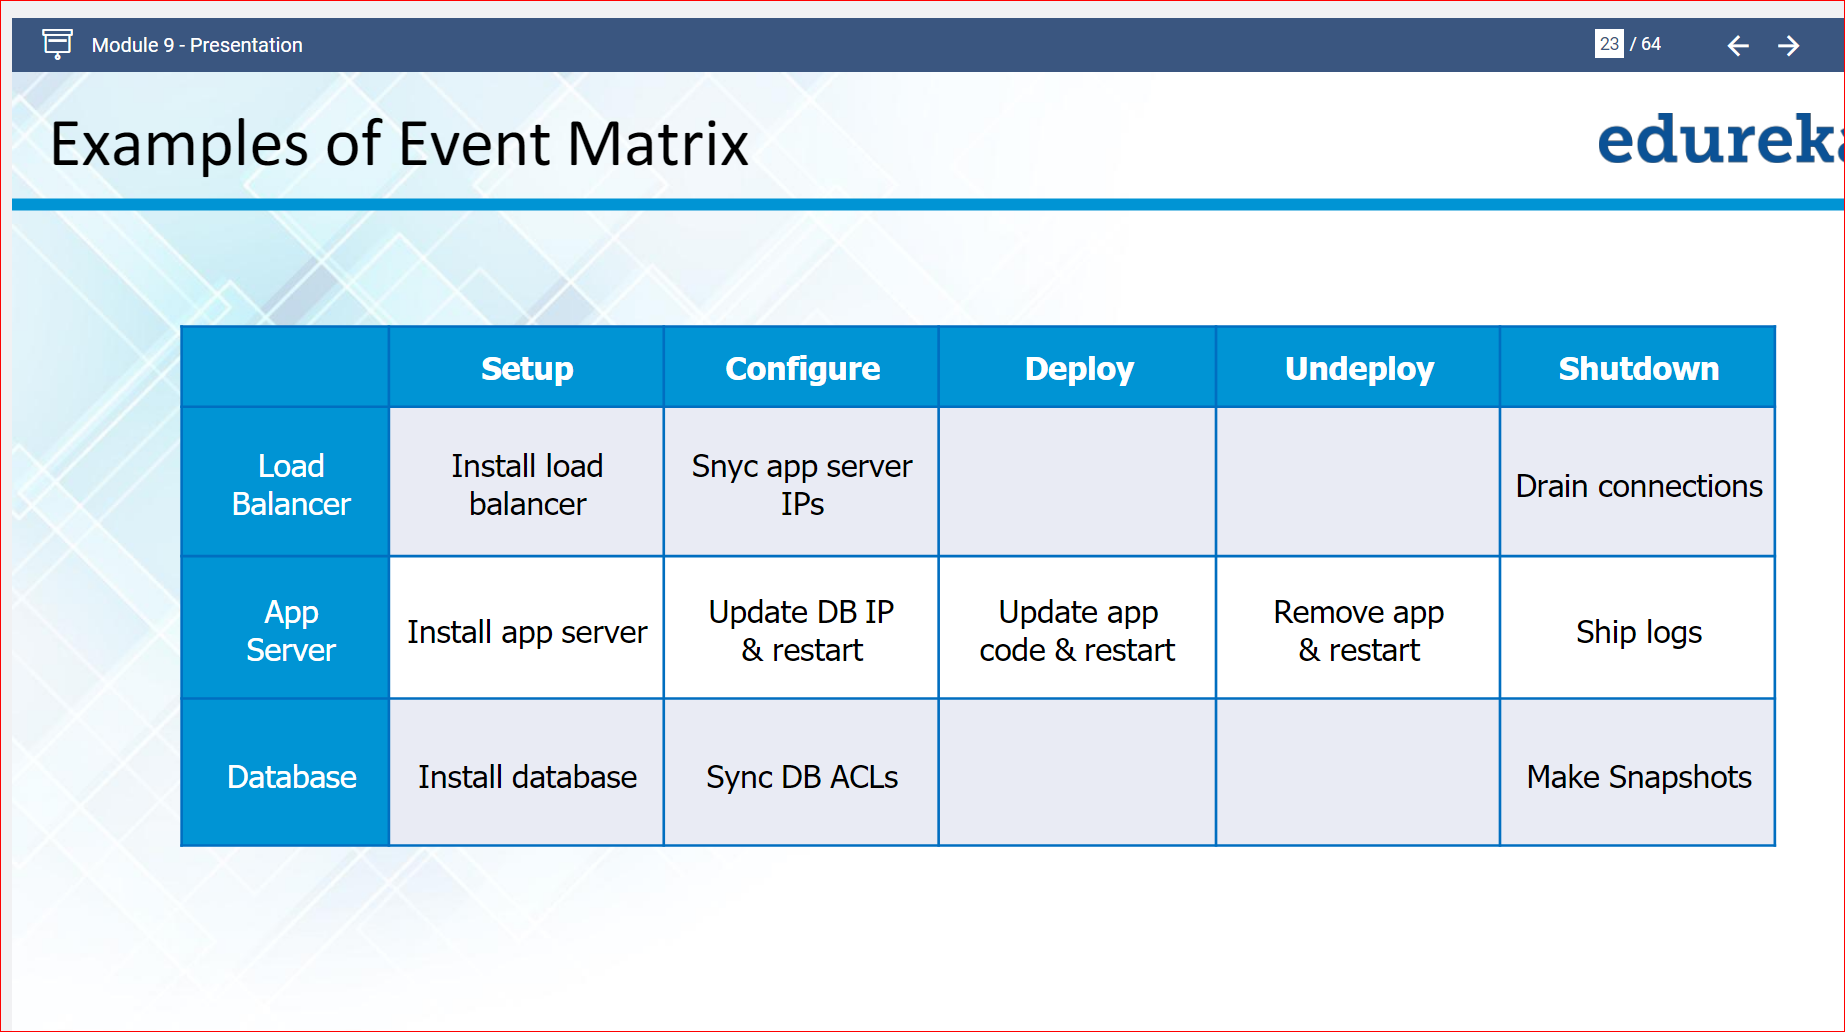 Module 9 - Presentation
23 / 64
Examples of Event Matrix
edureka
Setup
Configure
Deploy
Undeploy
Shutdown
Load
Balancer
Install load
balancer
Snyc app server
IPs
Drain connections
App
Server
Install app server
Update DB IP
& restart
Update app
code & restart
Remove app
& restart
Ship logs
Database
Install database
Sync DB ACLs
Make Snapshots